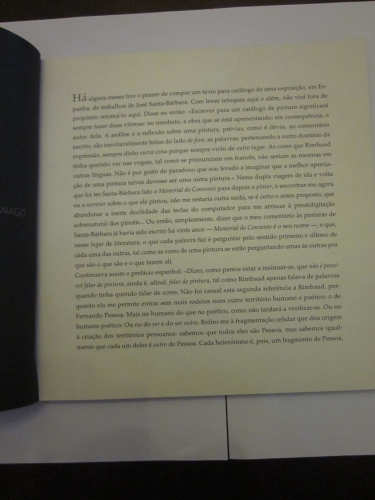 Há alguns meses tive o prazer de compor um texto para catálogo de uma exposição, em Es-
panha, de trabalhos de José Santa-Bárbara. Com leves retoques aqui e além, não virá fora de
propósito retomá-lo aqui. Disse eu então: «Escrever para um catálogo de pintura significará
sempre fazer duas vítimas: no imediato, a obra que se está apresentando; em consequência, o
autor dela. A análise e a reflexão sobre uma pintura, prévias, como é óbvio, ao comentário
escrito, são inevitavelmente feitas do lado de fora: ao passarem, pertencendo a outro domínio da
expressão, sempre dirão outra coisa porque sempre virão de outro lugar. As cores que Rimbaud
tinha querido ver nas vogais, tal como se pronunciam em francês, não seriam as mesmas em
outras línguas. Não é por gosto do paradoxo que sou levado a imaginar que a melhor aprecia-
ção de uma pintura talvez devesse ser uma outra pintura.» Nessa dupla viagem de ida e volta
que foi ter Santa-Bárbara lido o Memorial do Convento para depois o pintar, e encontrar-me agora
eu a escrever sobre o que ele pintou, não me restaria outra saída, se é certo o antes proposto, que
abandonar a inerte docilidade das teclas do computador para me arriscar à prestidigitação
sobrenatural dos pincéis... Ou então, simplesmente, dizer que o meu comentário às pinturas de
Santa-Bárbara já havia sido escrito há vinte anos — Memorial do Convento é o seu nome —, e que,
nesse lugar de literatura, o que cada palavra faz é perguntar pelo sentido primeiro e último de
cada uma das outras, tal como as cores de uma pintura se estão perguntando umas às outras por
que são o que são e o que fazem ali.
Continuava assim o prefácio espanhol: «Dizer, como parece estar a insinuar-se, que não é possí-
vel falar de pintura, ainda é, afinal, falar de pintura, tal como Rimbaud apenas falava de palavras
quando tinha querido falar de cores. Não foi casual esta segunda referência a Rimbaud, por-
quanto ela me permite entrar sem mais rodeios num outro território humano e poético: o de
Fernando Pessoa. Mais no humano do que no poético, como não tardará a verificar-se. Ou no
humano poético. Ou no do ser e do ser outro. Refiro-me à fragmentação celular que deu origem
à criação dos territórios pessoanos: sabemos que todos eles são Pessoa, mas sabemos igual-
mente que cada um deles é outro de Pessoa. Cada heterónimo é, pois, um fragmento de Pessoa,